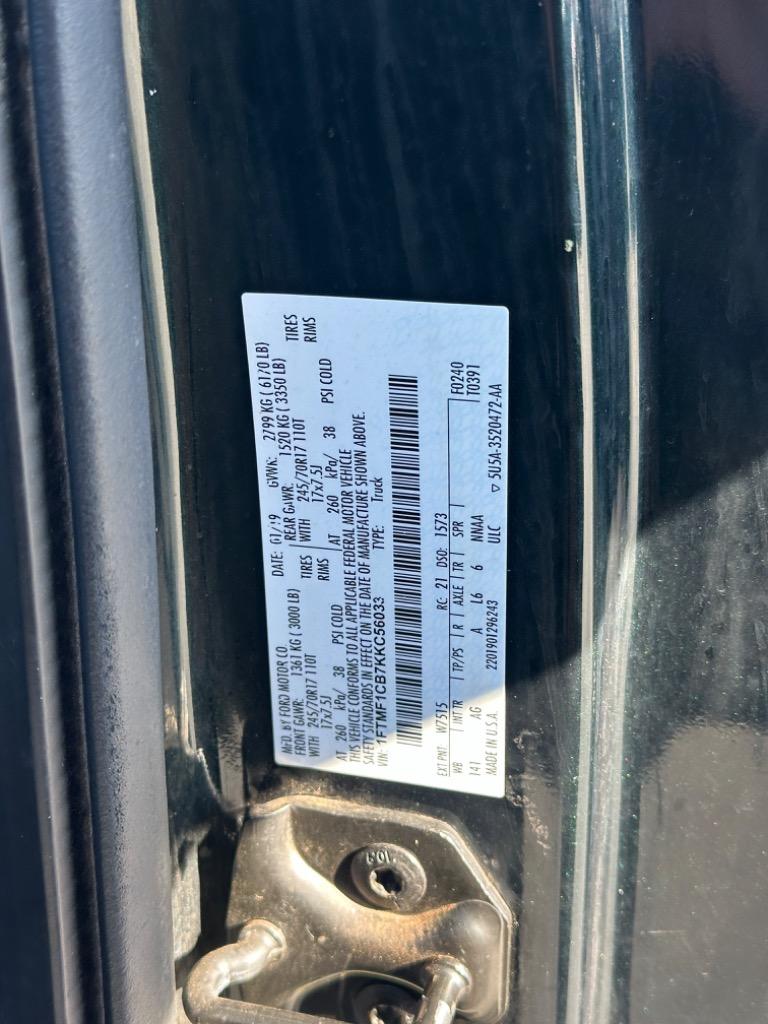 MFD. BY FORD MOTOR CO.
DATE: 01/19 GVWR: 2799 KG ( 6170 LB)
FRONT GAWR: 1361 KG ( 3000 LB) REAR GAWR: 1520 KG ( 3350 LB)
WITH 245/70R17 110T TIRES WITH 245/70R17 110T TIRES
17x7.5J RIMS 17x7.5J RIMS
AT 260 kPa/ 38 PSI COLD AT 260 kPa/ 38 PSI COLD
THIS VEHICLE CONFORMS TO ALL APPLICABLE FEDERAL MOTOR VEHICLE
SAFETY STANDARDS IN EFFECT ON THE DATE OF MANUFACTURE SHOWN ABOVE.
VIN: 1FTMF1CB7KKC56033 TYPE: Truck
EXT PNT: W7515 RC: 21 DSO: 1573
WB INT TR TP/PS R AXLE TR SPR F0240
T0391
141 AG A L6 6 NNAA
ULC ▽ 5U5A-3520472-AA
MADE IN U.S.A. 2201901296243
10.9